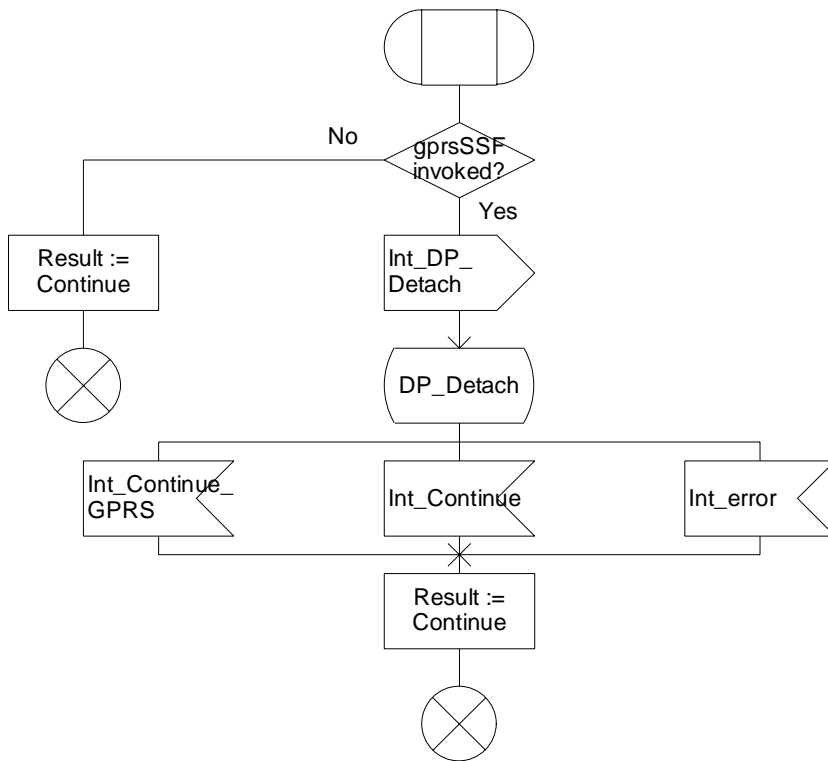 No
gprsSSF
invoked?
Yes
Result :=
Continue
Int_DP_
Detach
DP_Detach
Int_Continue_
GPRS
Int_Continue
Int_error
Result :=
Continue